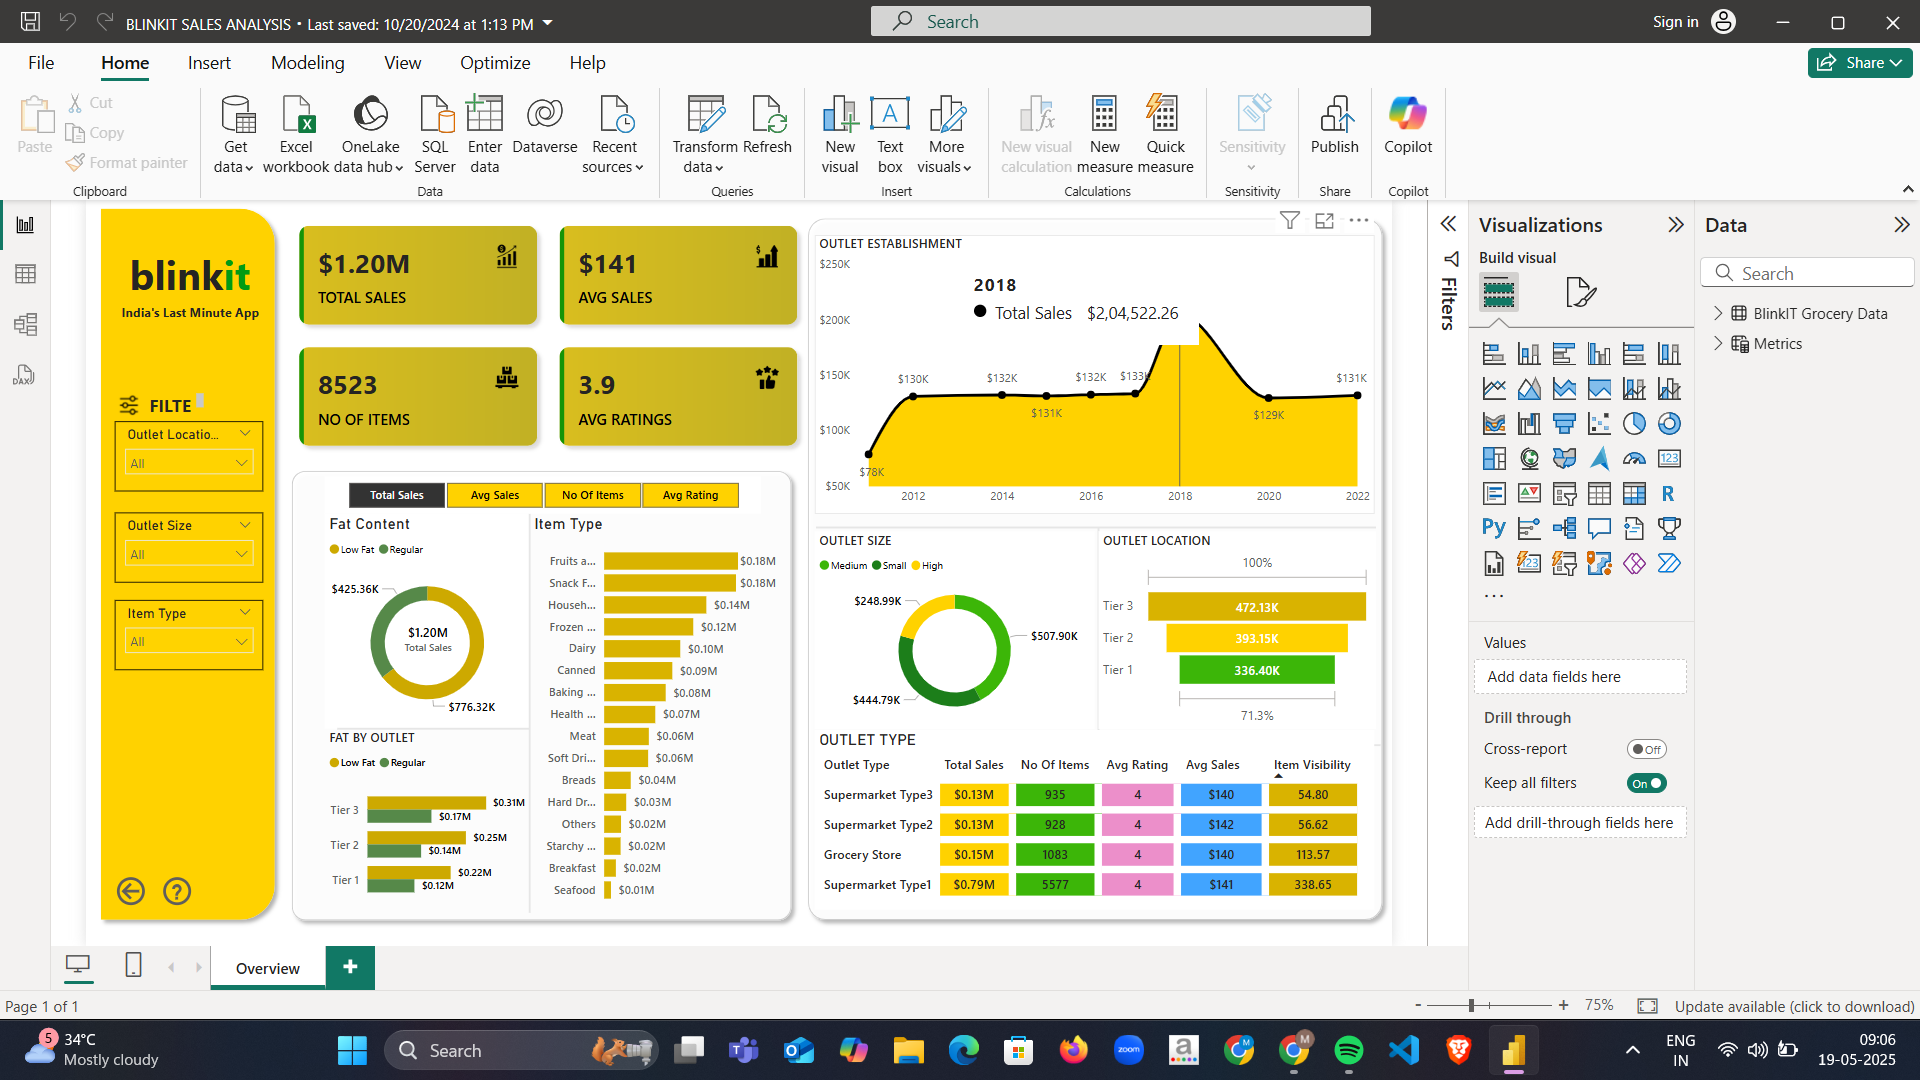 BLINKIT SALES ANALYSIS • Last saved: 10/20/2024 at 1:13 PM
Search
Sign in
File Home Insert Modeling View Optimize Help
Share
Paste
Cut
Copy
Format painter
Clipboard
Get data
Excel workbook
OneLake data hub
SQL Server
Enter data
Dataverse
Recent sources
Data
Transform data
Refresh
Queries
New visual
Text box
More visuals
Insert
New visual calculation
New measure
Quick measure
Calculations
Sensitivity
Sensitivity
Publish
Share
Copilot
Copilot
blinkit
India's Last Minute App
FILTE
Outlet Locatio...
All
Outlet Size
All
Item Type
All
$1.20M
TOTAL SALES
$141
AVG SALES
8523
NO OF ITEMS
3.9
AVG RATINGS
Total Sales Avg Sales No Of Items Avg Rating
Fat Content
Low Fat Regular
$425.36K
$1.20M
Total Sales
$776.32K
FAT BY OUTLET
Low Fat Regular
Tier 3 $0.31M
$0.17M
Tier 2 $0.25M
$0.14M
Tier 1 $0.22M
$0.12M
Item Type
Fruits a... $0.18M
Snack F... $0.18M
Househ... $0.14M
Frozen ... $0.12M
Dairy $0.10M
Canned $0.09M
Baking ... $0.08M
Health ... $0.07M
Meat $0.06M
Soft Dri... $0.06M
Breads $0.04M
Hard Dr... $0.03M
Others $0.02M
Starchy ... $0.02M
Breakfast $0.02M
Seafood $0.01M
OUTLET ESTABLISHMENT
$250K
$200K
$150K
$100K
$50K
2018
Total Sales $2,04,522.26
$78K
$130K
$132K
$131K
$132K
$133K
$129K
$131K
2012 2014 2016 2018 2020 2022
OUTLET SIZE
Medium Small High
$248.99K
$507.90K
$444.79K
OUTLET LOCATION
100%
Tier 3 472.13K
Tier 2 393.15K
Tier 1 336.40K
71.3%
OUTLET TYPE
Outlet Type Total Sales No Of Items Avg Rating Avg Sales Item Visibility
Supermarket Type3 $0.13M 935 4 $140 54.80
Supermarket Type2 $0.13M 928 4 $142 56.62
Grocery Store $0.15M 1083 4 $140 113.57
Supermarket Type1 $0.79M 5577 4 $141 338.65
Filters
Visualizations
Build visual
123
R
Py
123
...
Values
Add data fields here
Drill through
Cross-report Off
Keep all filters On
Add drill-through fields here
Data
Search
BlinkIT Grocery Data
Metrics
DAX
Overview
Page 1 of 1
- + 75%
Update available (click to download)
5
34°C
Mostly cloudy
Search
zoom
a
M
M
ENG
IN
09:06
19-05-2025